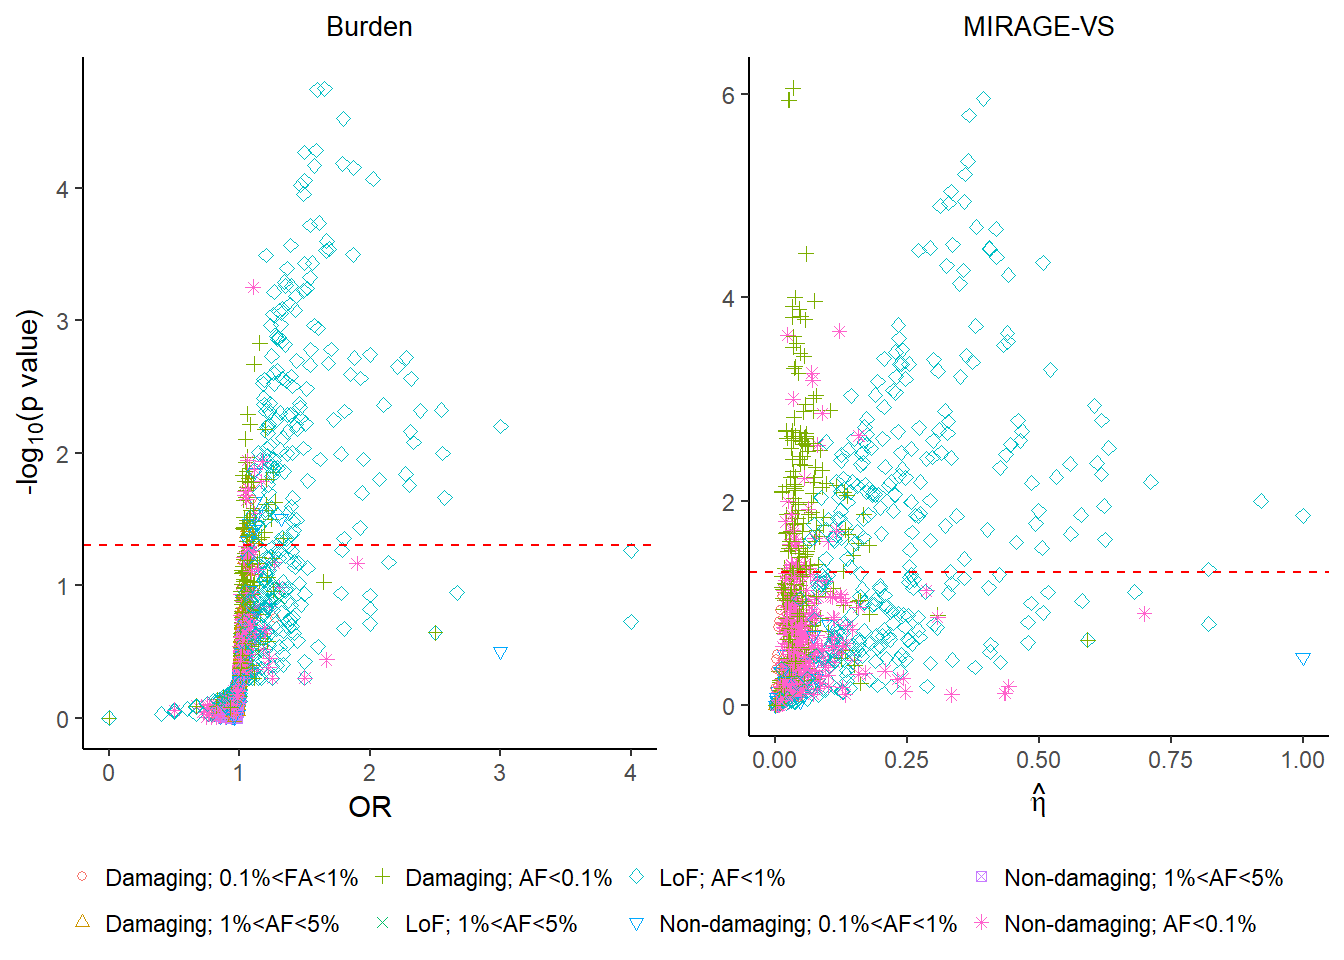 Burden
MIRAGE-VS
-log10(p value)
4
3
2
1
0
0 1 2 3 4
OR
6
4
2
0
0.00 0.25 0.50 0.75 1.00
η̂
Damaging; 0.1%<FA<1%
Damaging; AF<0.1%
LoF; AF<1%
Non-damaging; 1%<AF<5%
Damaging; 1%<AF<5%
LoF; 1%<AF<5%
Non-damaging; 0.1%<AF<1%
Non-damaging; AF<0.1%